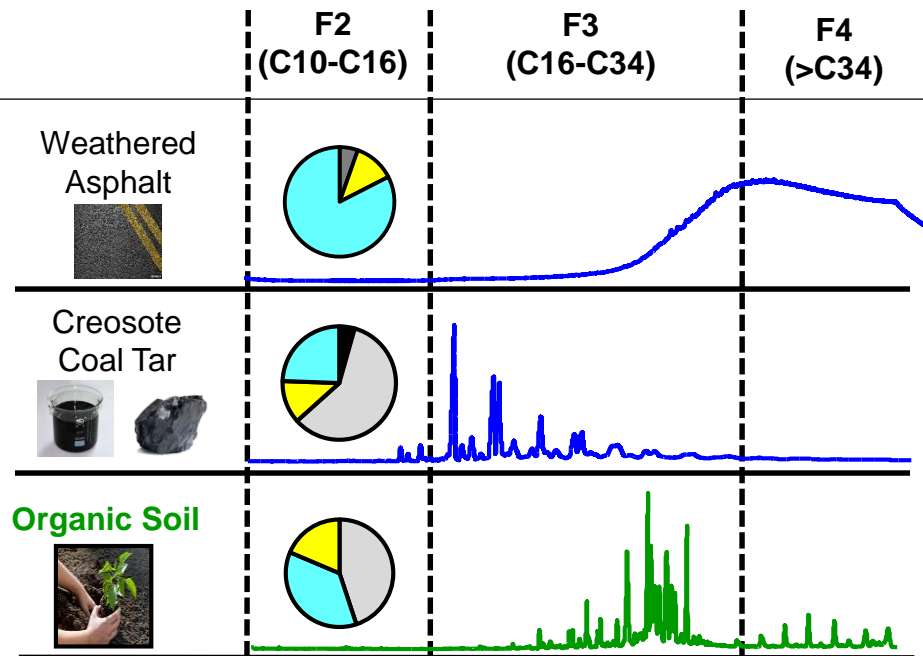 F2
(C10-C16)
F3
(C16-C34)
F4
(>C34)
Weathered
Asphalt
Creosote
Coal Tar
Organic Soil